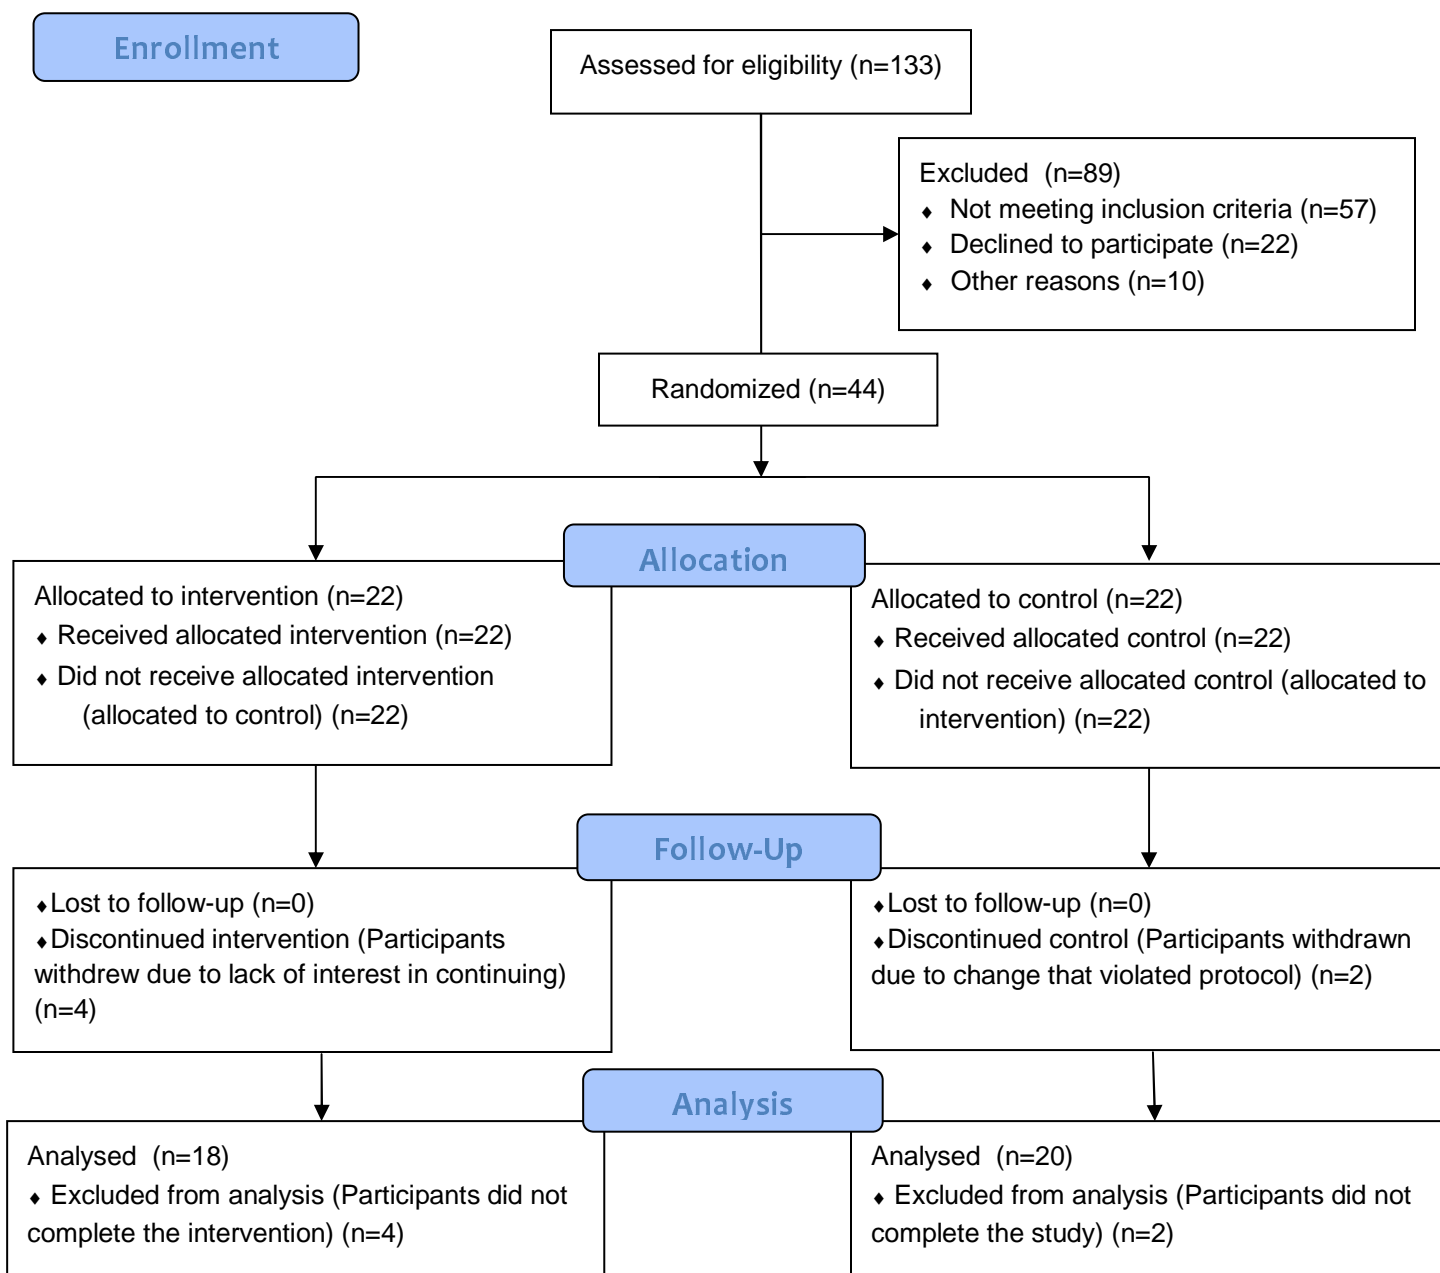 Enrollment
Assessed for eligibility (n=133)
Excluded  (n=89)
♦ Not meeting inclusion criteria (n=57)
♦ Declined to participate (n=22)
♦ Other reasons (n=10)
Randomized (n=44)
Allocation
Allocated to intervention (n=22)
♦ Received allocated intervention (n=22)
♦ Did not receive allocated intervention
(allocated to control) (n=22)
Allocated to control (n=22)
♦ Received allocated control (n=22)
♦ Did not receive allocated control (allocated to
intervention) (n=22)
Follow-Up
♦Lost to follow-up (n=0)
♦Discontinued intervention (Participants
withdrew due to lack of interest in continuing)
(n=4)
♦Lost to follow-up (n=0)
♦Discontinued control (Participants withdrawn
due to change that violated protocol) (n=2)
Analysis
Analysed  (n=18)
♦ Excluded from analysis (Participants did not
complete the intervention) (n=4)
Analysed  (n=20)
♦ Excluded from analysis (Participants did not
complete the study) (n=2)